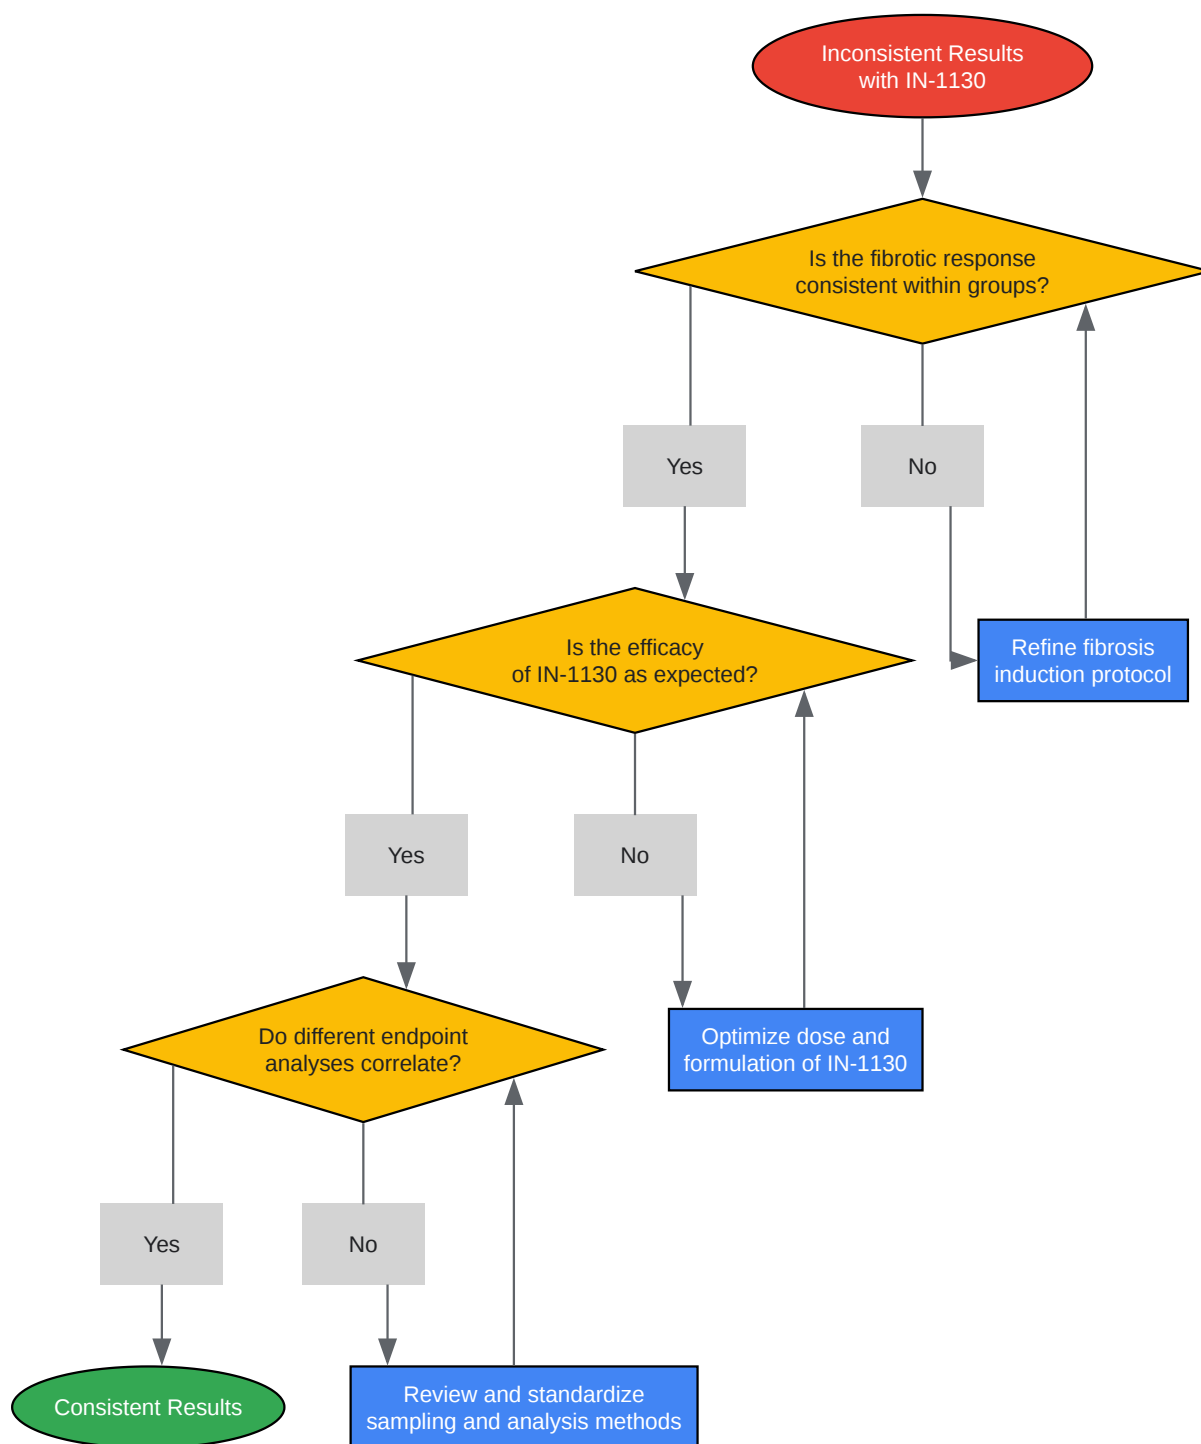 Inconsistent Results
with IN-1130
Is the fibrotic response
consistent within groups?
Yes
No
Is the efficacy
of IN-1130 as expected?
Refine fibrosis
induction protocol
Yes
No
Do different endpoint
analyses correlate?
Optimize dose and
formulation of IN-1130
Yes
No
Consistent Results
Review and standardize
sampling and analysis methods